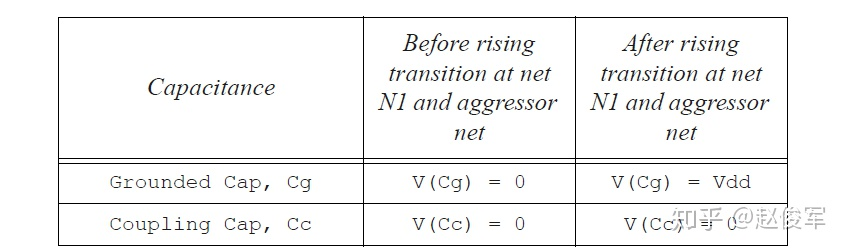 Capacitance
Before rising
transition at net
N1 and aggressor
net
After rising
transition at net
N1 and aggressor
net
Grounded Cap, Cg
V(Cg) = 0
V(Cg) = Vdd
Coupling Cap, Cc
V(Cc) = 0
V(Cc) = 0
知乎 @赵俊军